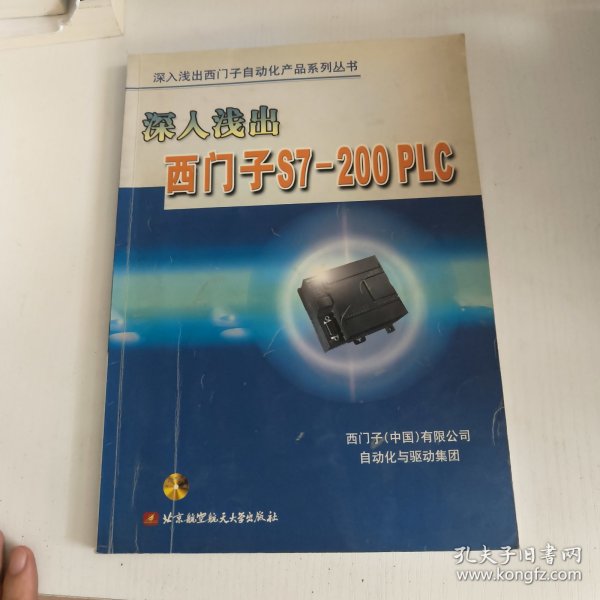 深入浅出西门子自动化产品系列丛书
深入浅出
西门子S7-200 PLC
西门子(中国)有限公司
自动化与驱动集团
北京航空航天大学出版社
孔夫子旧书网
www.kongfz.com